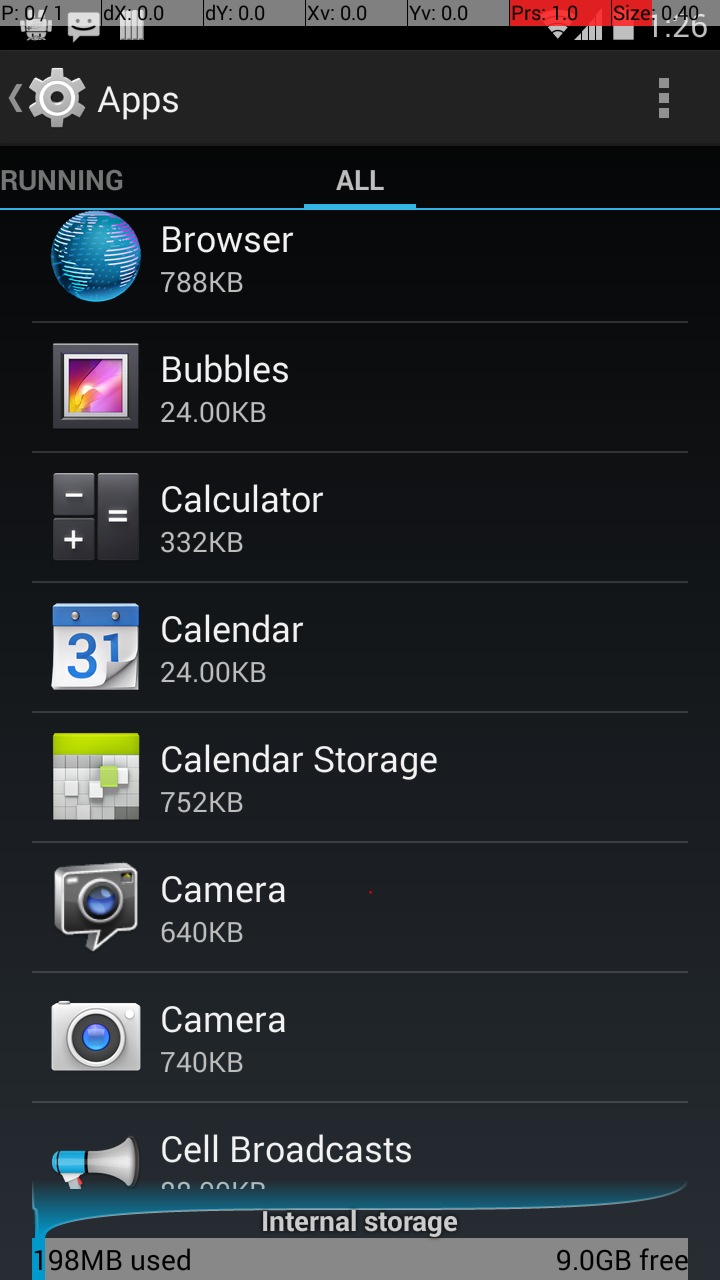 P: 0 / 1 dX: 0.0 dY: 0.0 Xv: 0.0 Yv: 0.0 Prs: 1.0 Size: 0.40
1:26
Apps
RUNNING ALL
Browser
788KB
Bubbles
24.00KB
− =
+
Calculator
332KB
Calendar
31
24.00KB
Calendar Storage
752KB
Camera
640KB
Camera
740KB
Cell Broadcasts
Internal storage
198MB used 9.0GB free